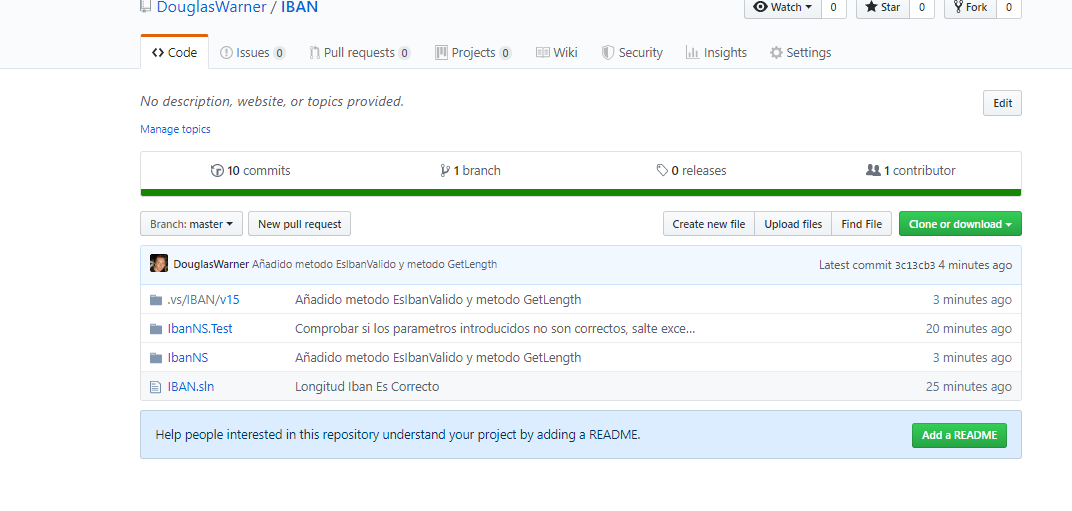 DouglasWarner / IBAN
Watch 0 Star 0 Fork 0
Code Issues 0 Pull requests 0 Projects 0 Wiki Security Insights Settings
No description, website, or topics provided. Edit
Manage topics
10 commits 1 branch 0 releases 1 contributor
Branch: master New pull request Create new file Upload files Find File Clone or download
DouglasWarner Añadido metodo EsIbanValido y metodo GetLength Latest commit 3c13cb3 4 minutes ago
.vs/IBAN/v15 Añadido metodo EsIbanValido y metodo GetLength 3 minutes ago
IbanNS.Test Comprobar si los parametros introducidos no son correctos, salte exce... 20 minutes ago
IbanNS Añadido metodo EsIbanValido y metodo GetLength 3 minutes ago
IBAN.sln Longitud Iban Es Correcto 25 minutes ago
Help people interested in this repository understand your project by adding a README. Add a README